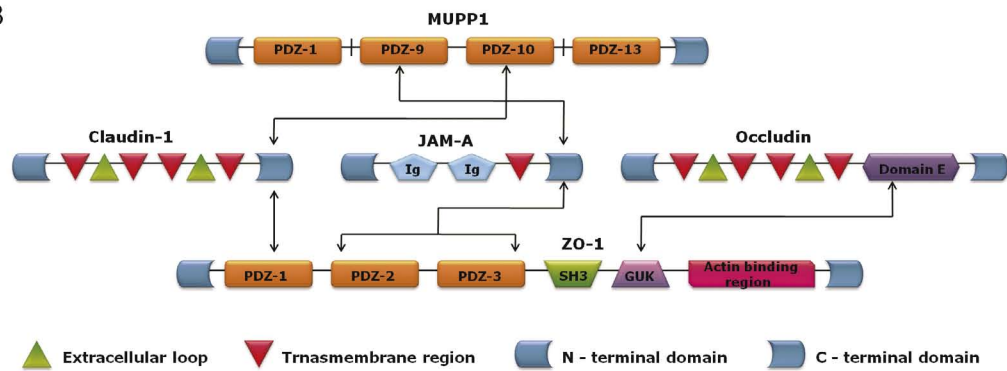 B
MUPP1
PDZ-1 PDZ-9 PDZ-10 PDZ-13
Claudin-1 JAM-A Occludin
Ig Ig Domain E
ZO-1
PDZ-1 PDZ-2 PDZ-3 SH3 GUK Actin binding
region
Extracellular loop Trnasmembrane region N - terminal domain C - terminal domain